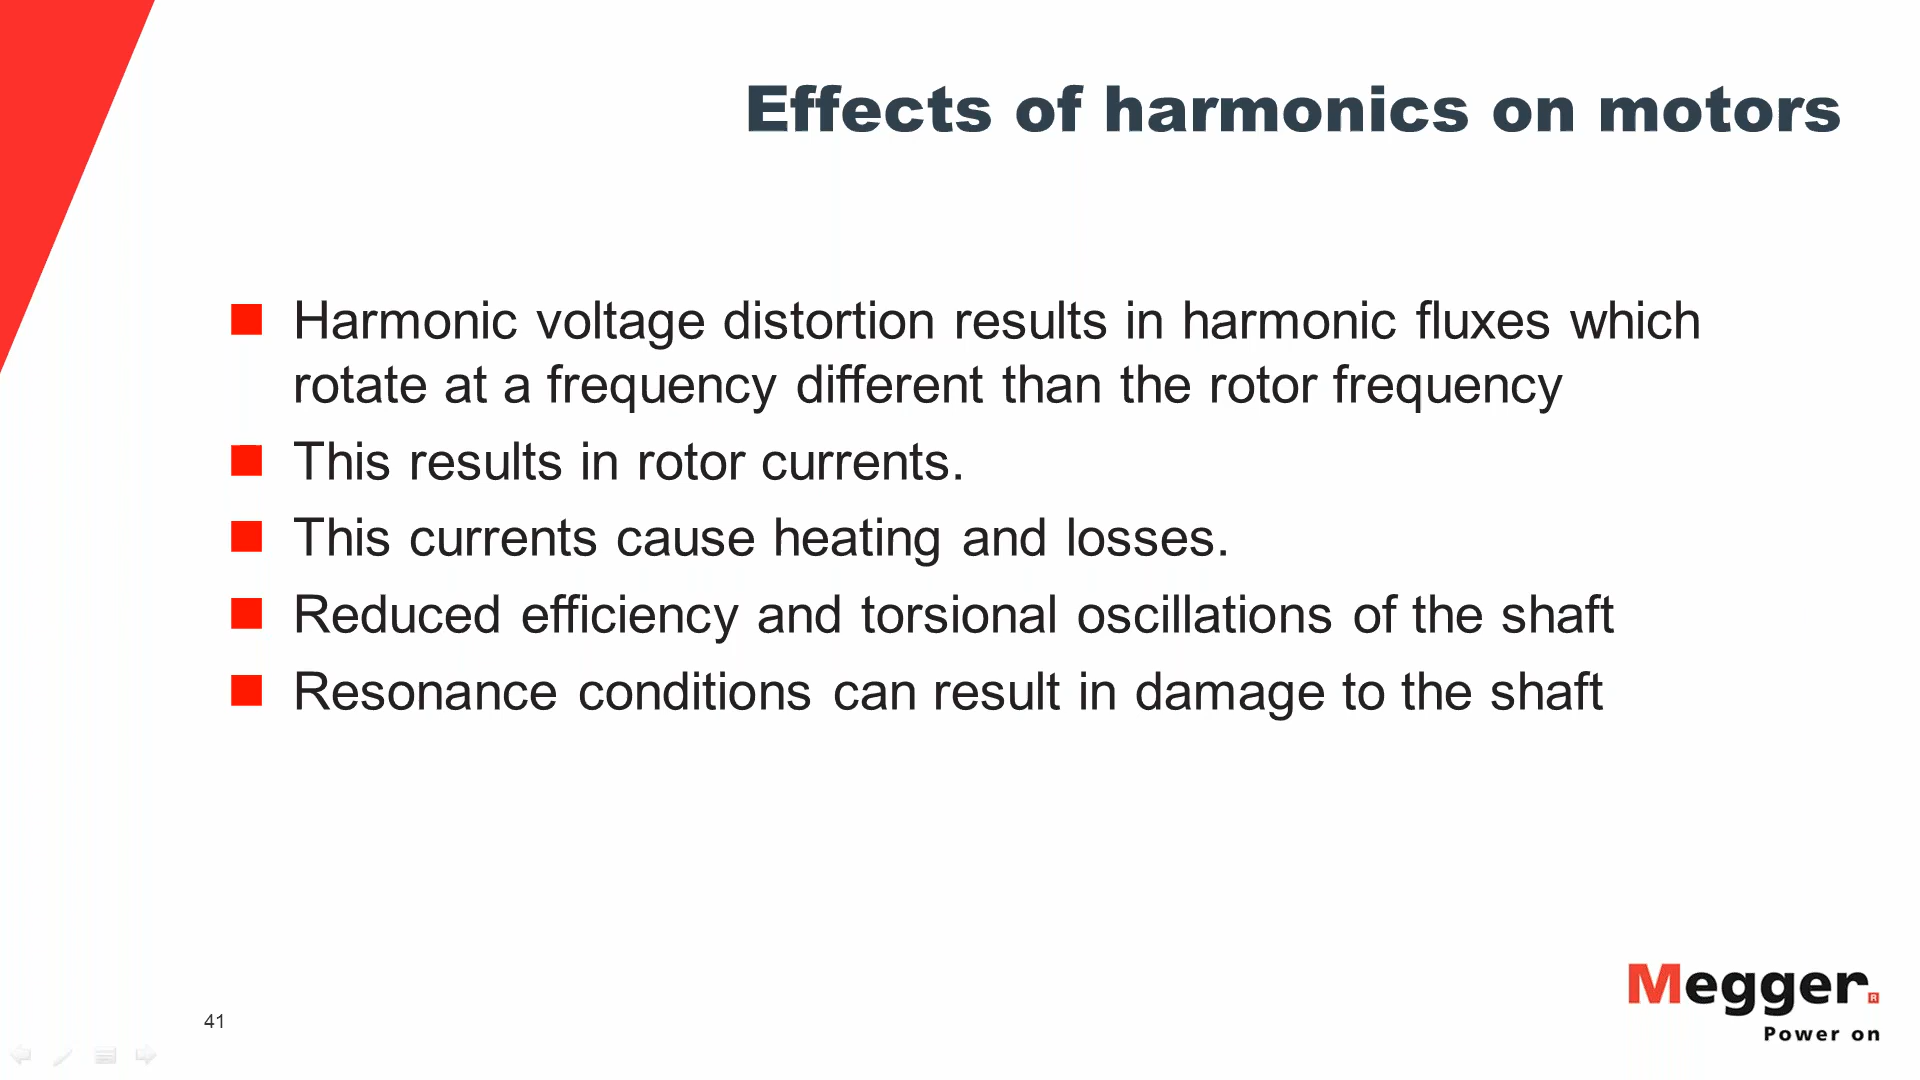 Effects of harmonics on motors
Harmonic voltage distortion results in harmonic fluxes which
rotate at a frequency different than the rotor frequency
This results in rotor currents.
This currents cause heating and losses.
Reduced efficiency and torsional oscillations of the shaft
Resonance conditions can result in damage to the shaft
Megger.
R
Power on
41